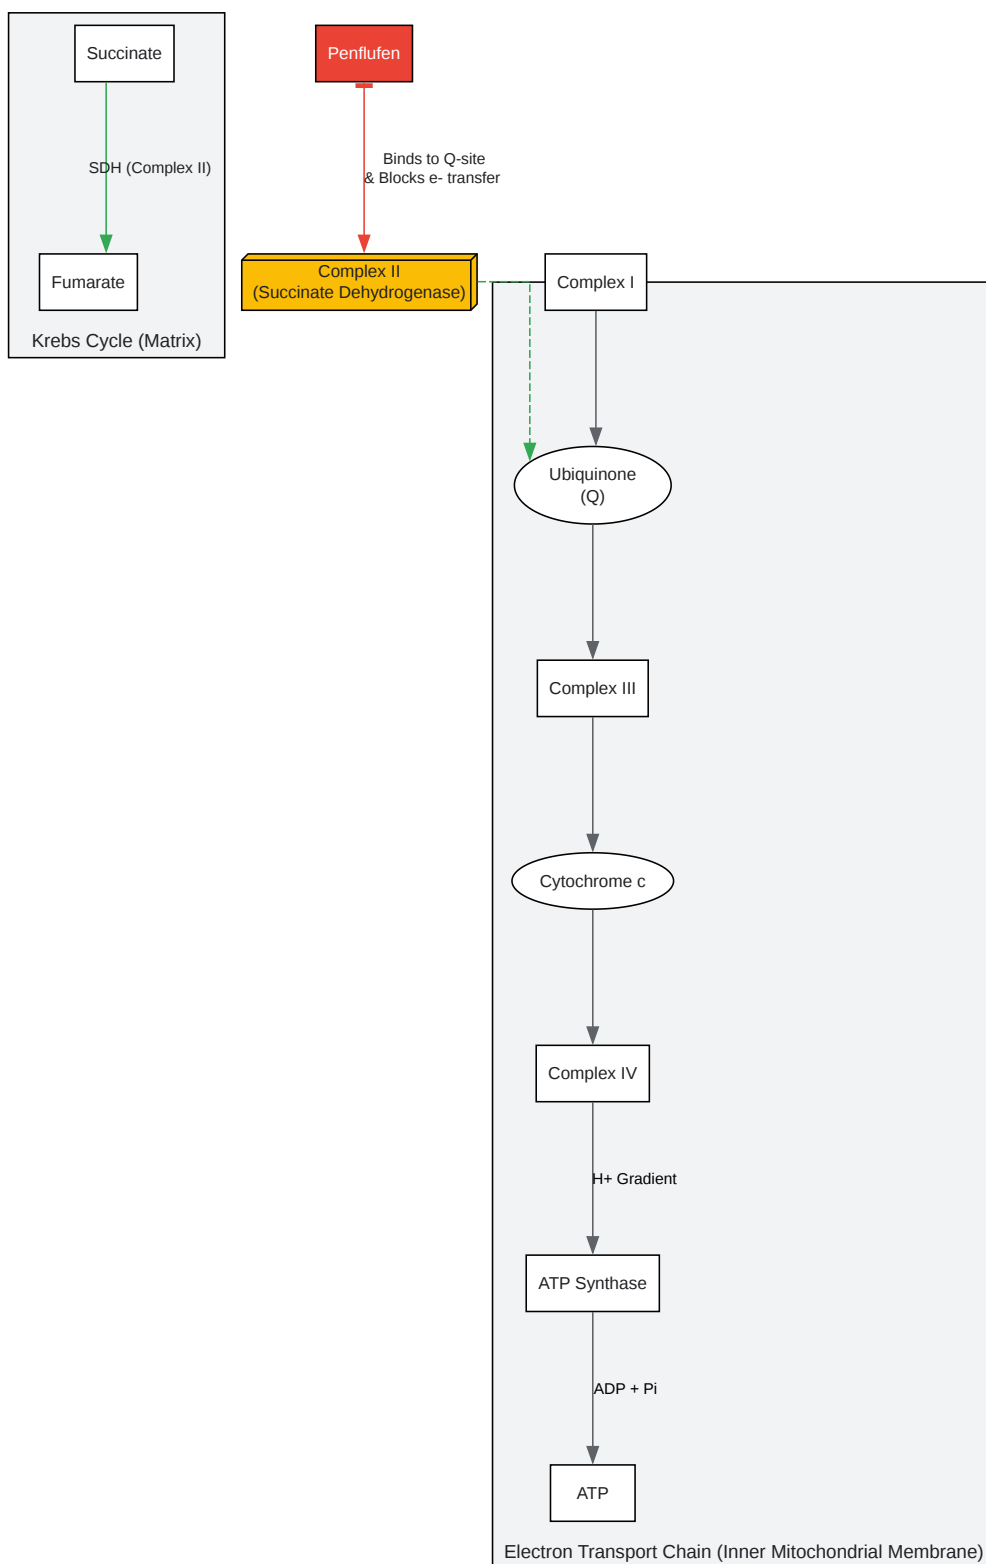 Succinate
Penflufen
SDH (Complex II)
Binds to Q-site
& Blocks e- transfer
Fumarate
Complex II
(Succinate Dehydrogenase)
Complex I
Krebs Cycle (Matrix)
Ubiquinone
(Q)
Complex III
Cytochrome c
Complex IV
H+ Gradient
ATP Synthase
ADP + Pi
ATP
Electron Transport Chain (Inner Mitochondrial Membrane)